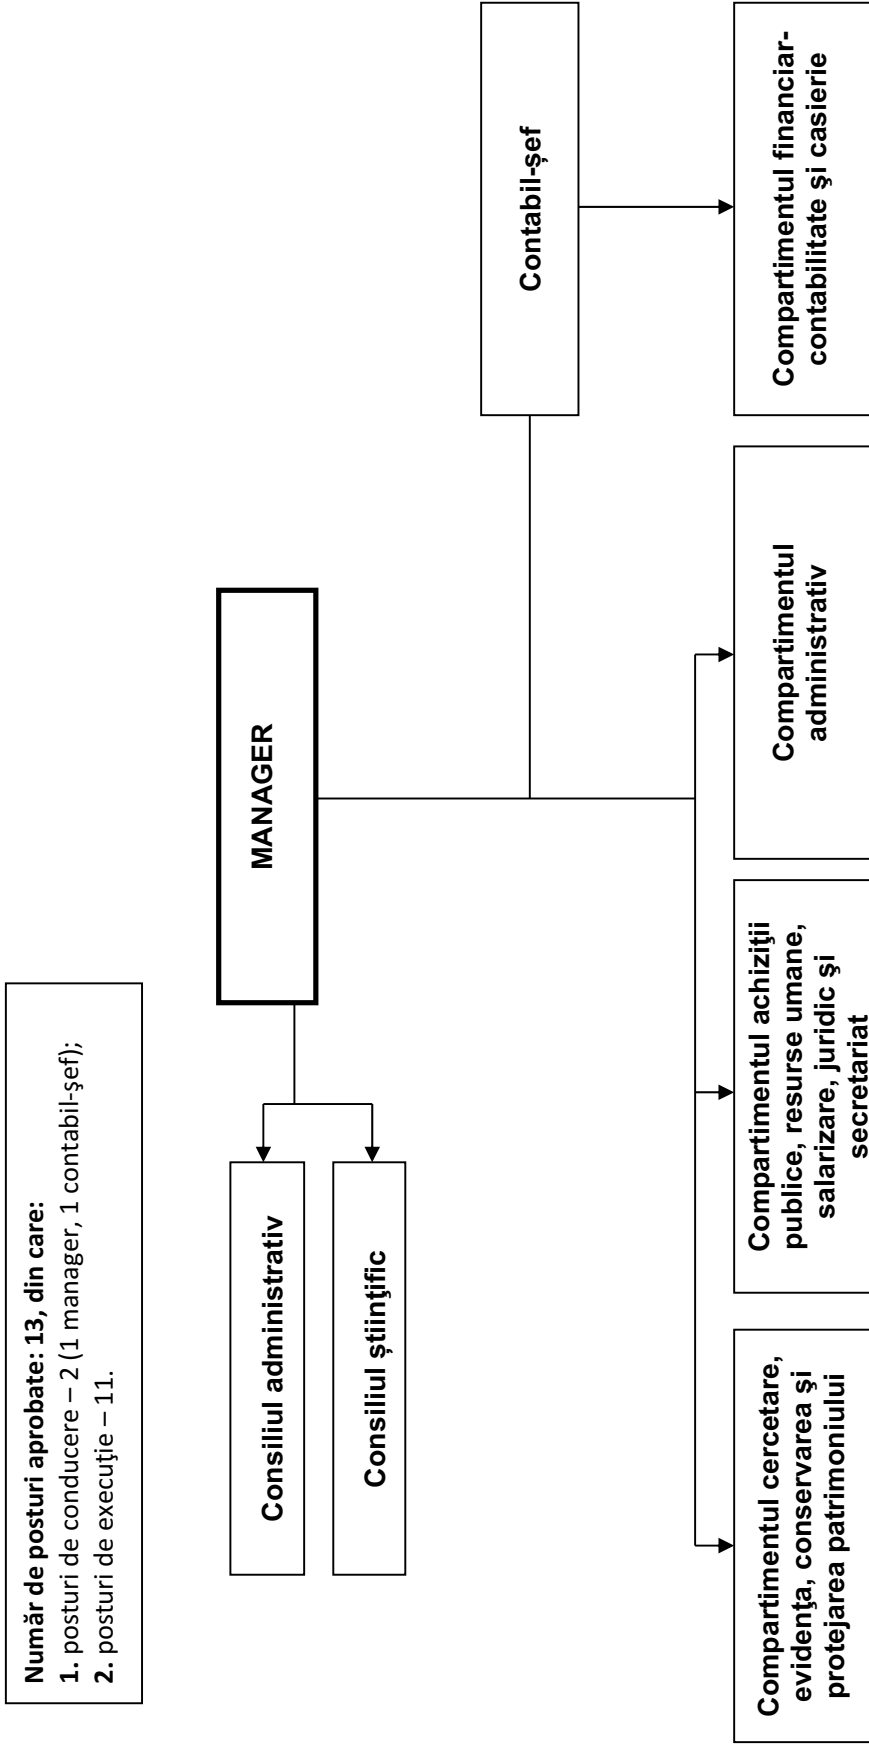 Număr de posturi aprobate: 13, din care:
1. posturi de conducere – 2 (1 manager, 1 contabil-şef);
2. posturi de execuţie – 11.
MANAGER
Consiliul administrativ
Consiliul ştiinţific
Contabil-şef
Compartimentul cercetare,
evidenţa, conservarea şi
protejarea patrimoniului
Compartimentul achiziţii
publice, resurse umane,
salarizare, juridic şi
secretariat
Compartimentul
administrativ
Compartimentul financiar-
contabilitate şi casierie